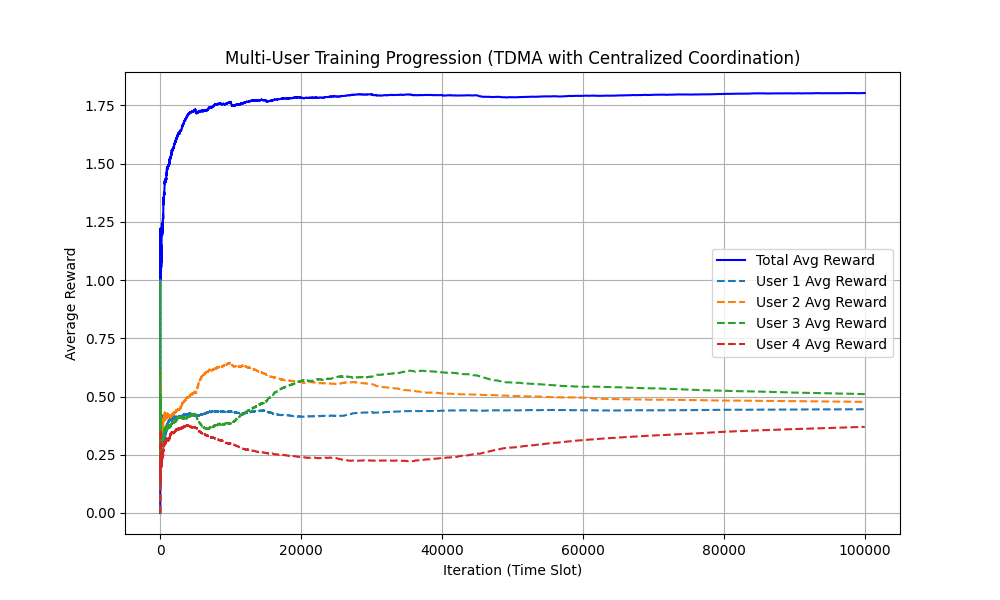 Multi-User Training Progression (TDMA with Centralized Coordination)
Average Reward
1.75
1.50
1.25
1.00
0.75
0.50
0.25
0.00
Total Avg Reward
User 1 Avg Reward
User 2 Avg Reward
User 3 Avg Reward
User 4 Avg Reward
0 20000 40000 60000 80000 100000
Iteration (Time Slot)